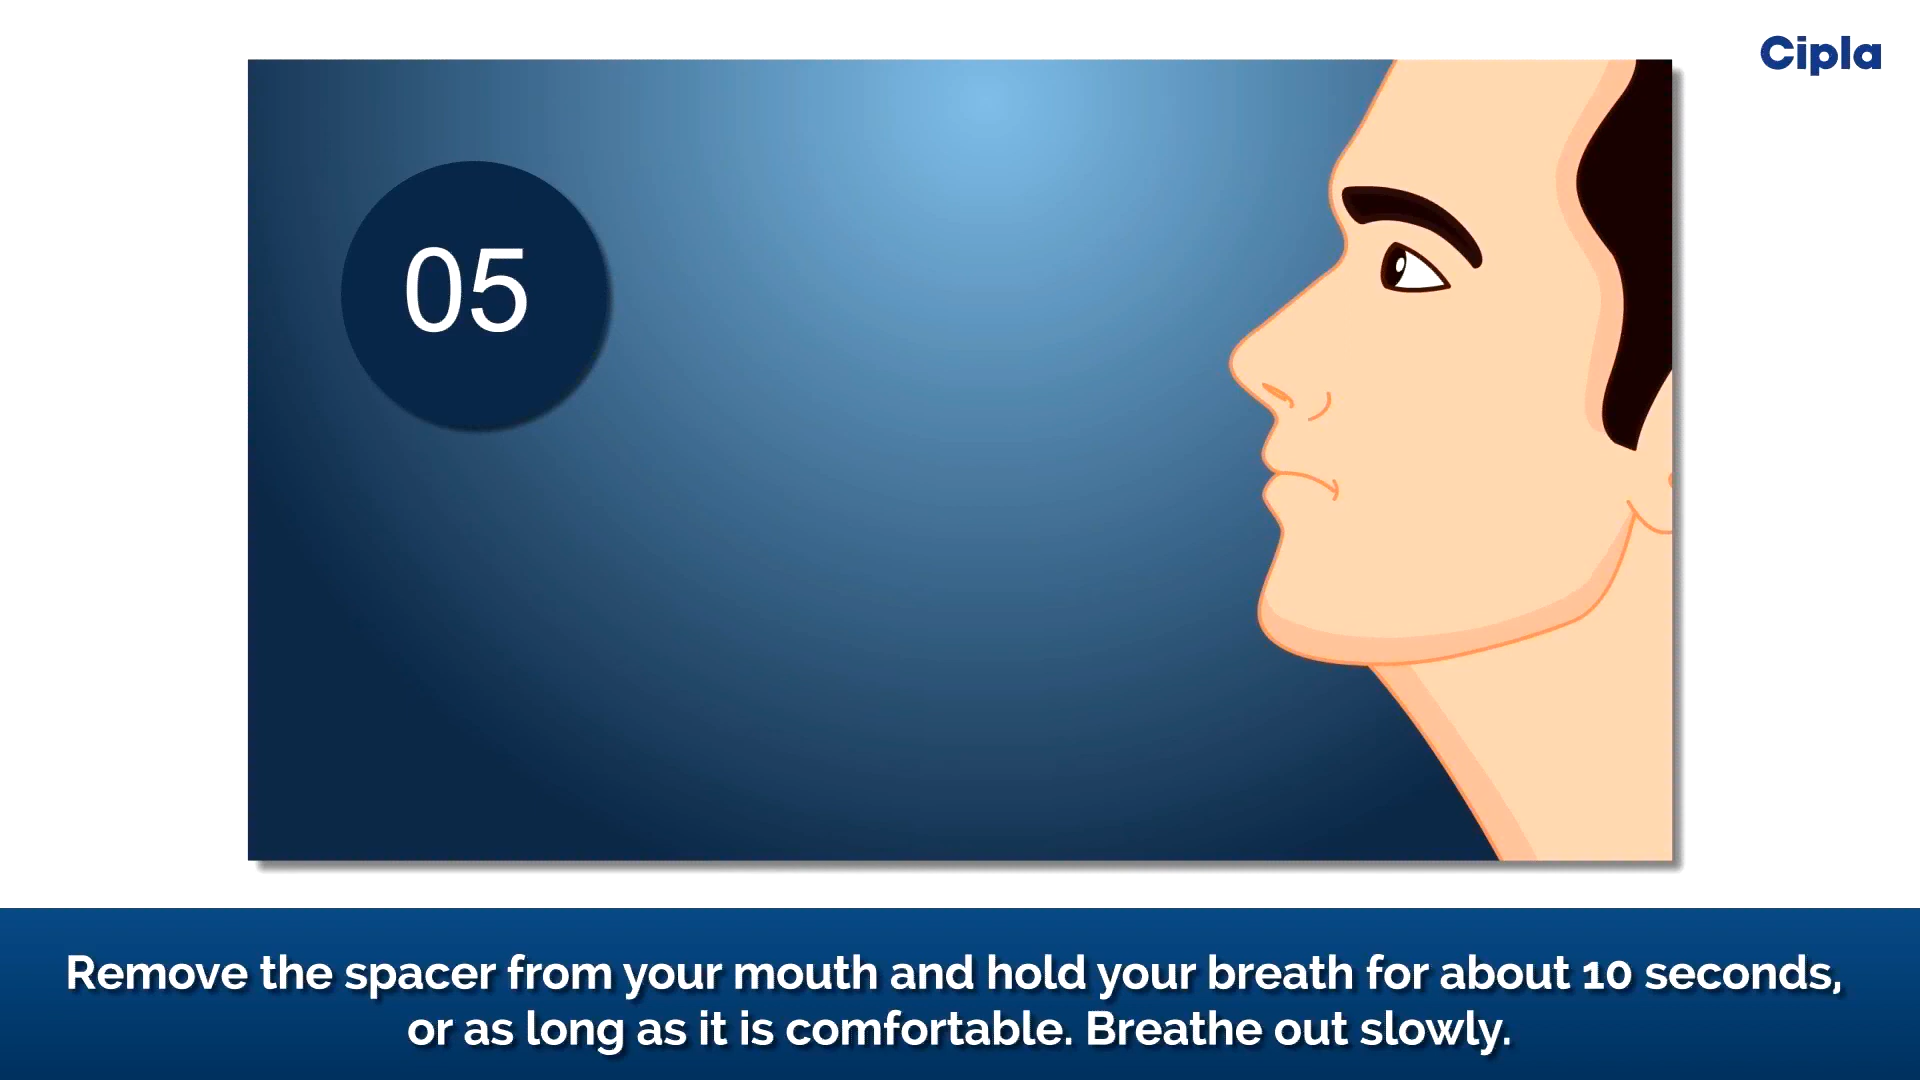 Cipla
05
Remove the spacer from your mouth and hold your breath for about 10 seconds,
or as long as it is comfortable. Breathe out slowly.